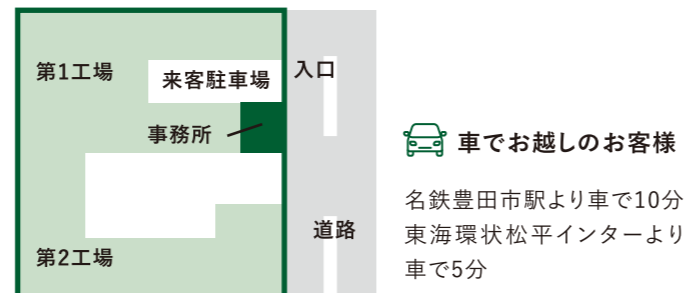 第1工場
来客駐車場
入口
事務所
道路
第2工場
車でお越しのお客様
名鉄豊田市駅より車で10分
東海環状松平インターより
車で5分